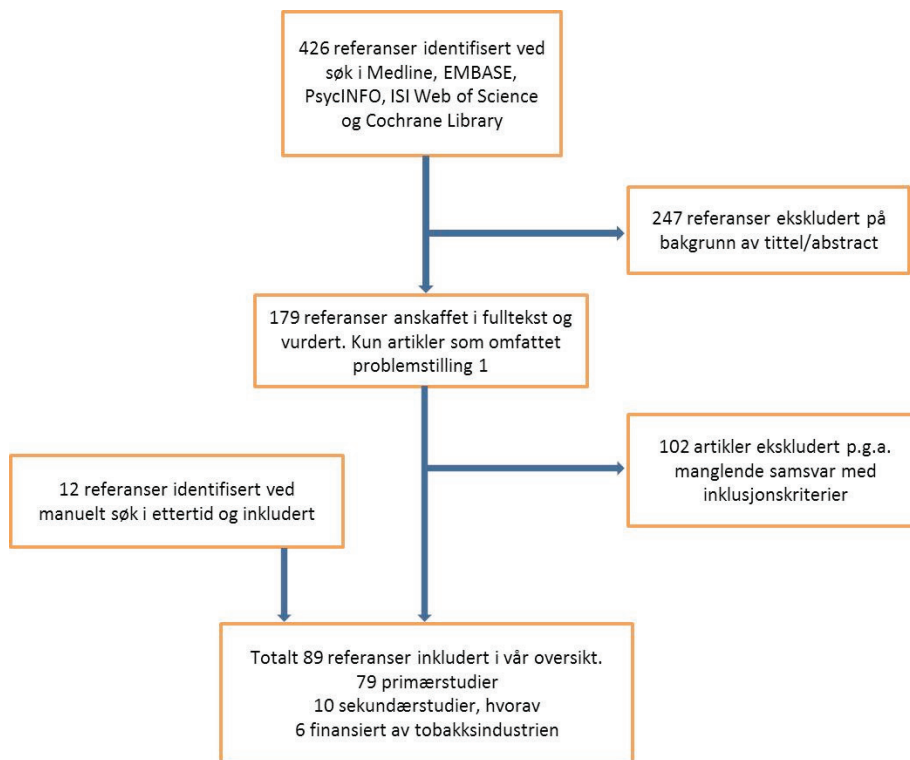 426 referanser identifisert ved
søk i Medline, EMBASE,
PsycINFO, ISI Web of Science
og Cochrane Library
247 referanser ekskludert på
bakgrunn av tittel/abstract
179 referanser anskaffet i fulltekst og
vurdert. Kun artikler som omfattet
problemstilling 1
102 artikler ekskludert p.g.a.
manglende samsvar med
inklusjonskriterier
12 referanser identifisert ved
manuelt søk i ettertid og inkludert
Totalt 89 referanser inkludert i vår oversikt.
79 primærstudier
10 sekundærstudier, hvorav
6 finansiert av tobakksindustrien